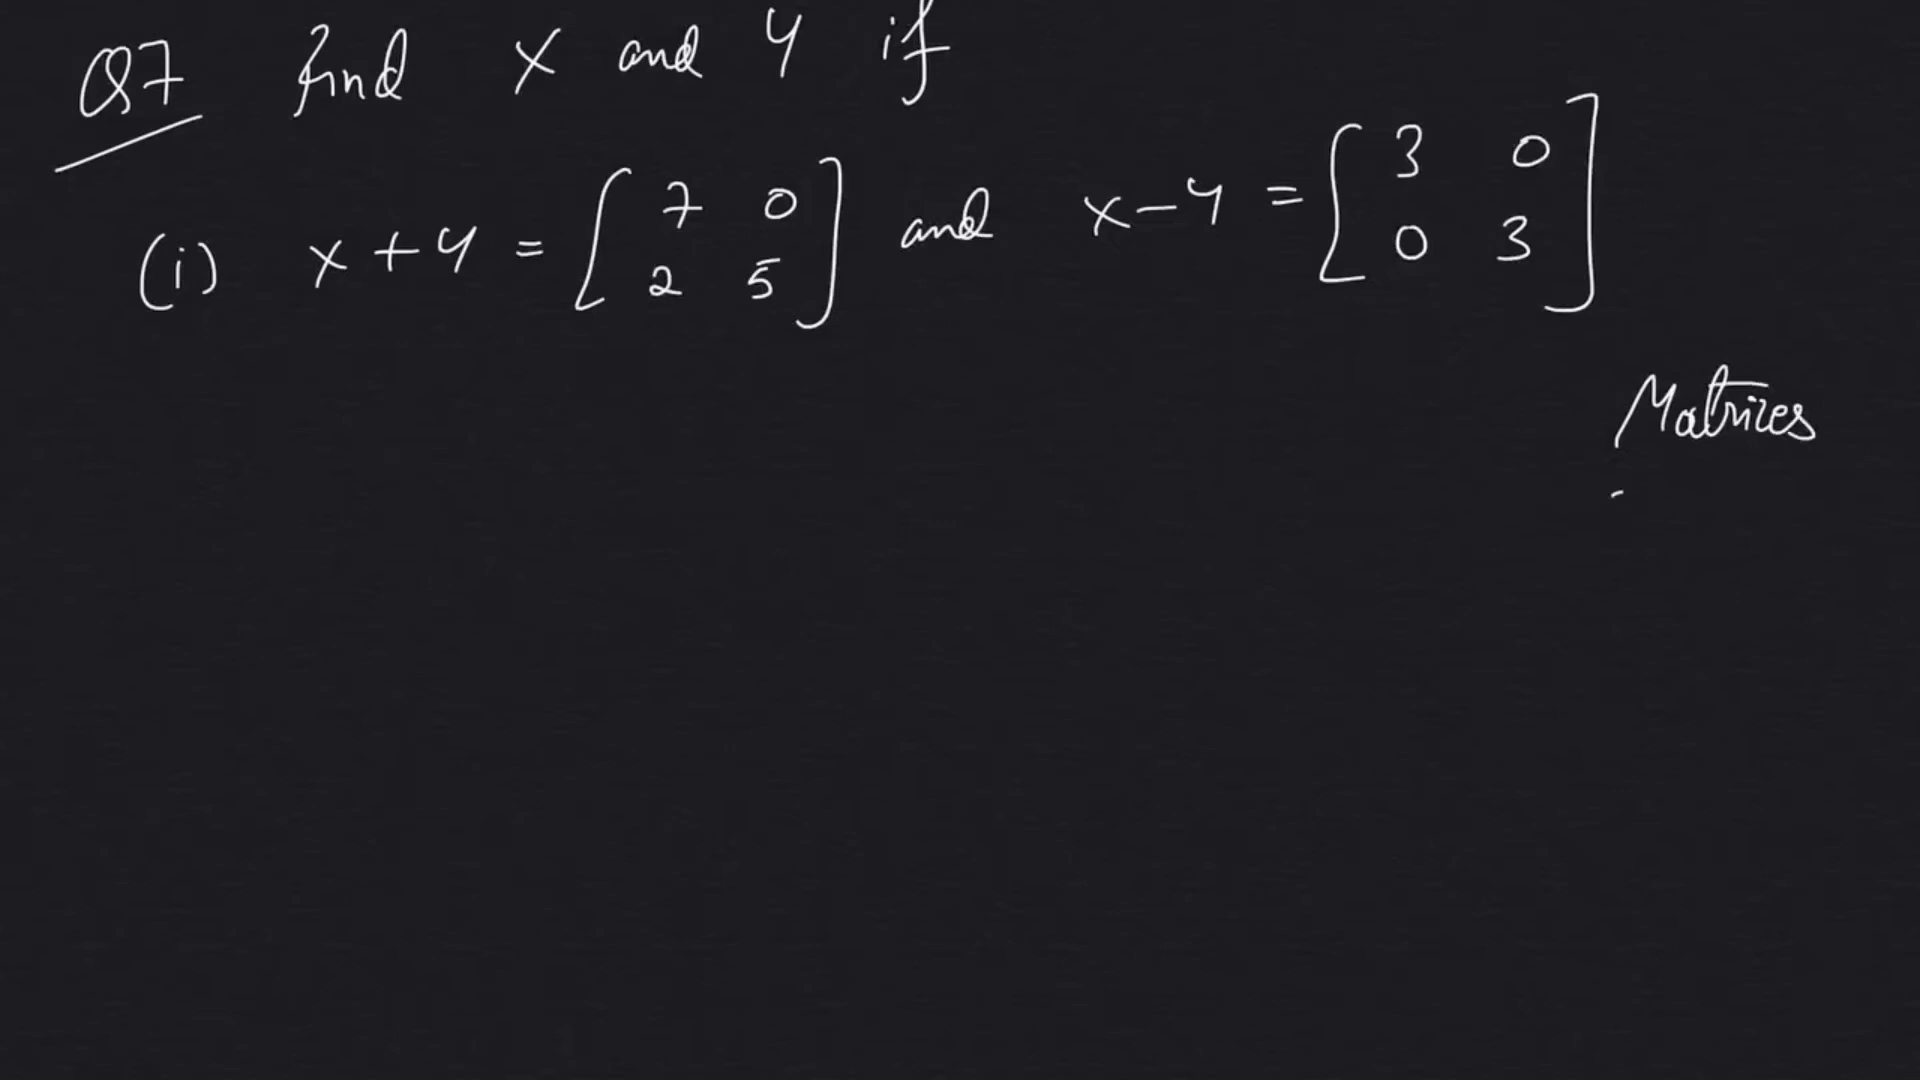 Q7 find X and Y if
(i) X + Y = [ 7 0 ; 2 5 ] and X - Y = [ 3 0 ; 0 3 ]
Matrices